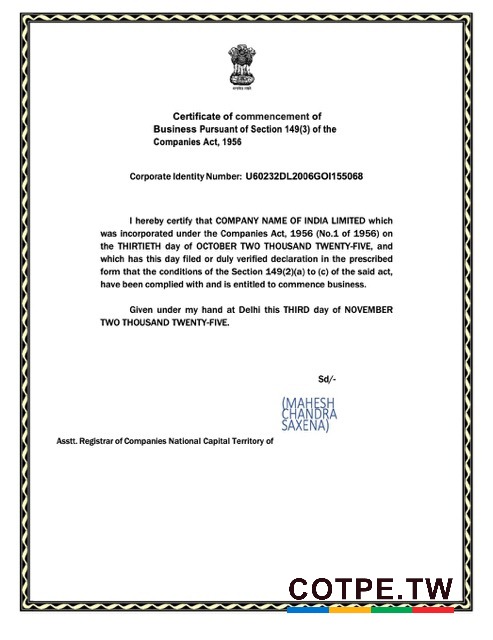 Certificate of commencement of
Business Pursuant of Section 149(3) of the
Companies Act, 1956
Corporate Identity Number: U60232DL2006GOI155068
I hereby certify that COMPANY NAME OF INDIA LIMITED which
was incorporated under the Companies Act, 1956 (No.1 of 1956) on
the THIRTIETH day of OCTOBER TWO THOUSAND TWENTY-FIVE, and
which has this day filed or duly verified declaration in the prescribed
form that the conditions of the Section 149(2)(a) to (c) of the said act,
have been complied with and is entitled to commence business.
Given under my hand at Delhi this THIRD day of NOVEMBER
TWO THOUSAND TWENTY-FIVE.
Sd/-
(MAHESH
CHANDRA
SAXENA)
Asstt. Registrar of Companies National Capital Territory of
COTPE.TW